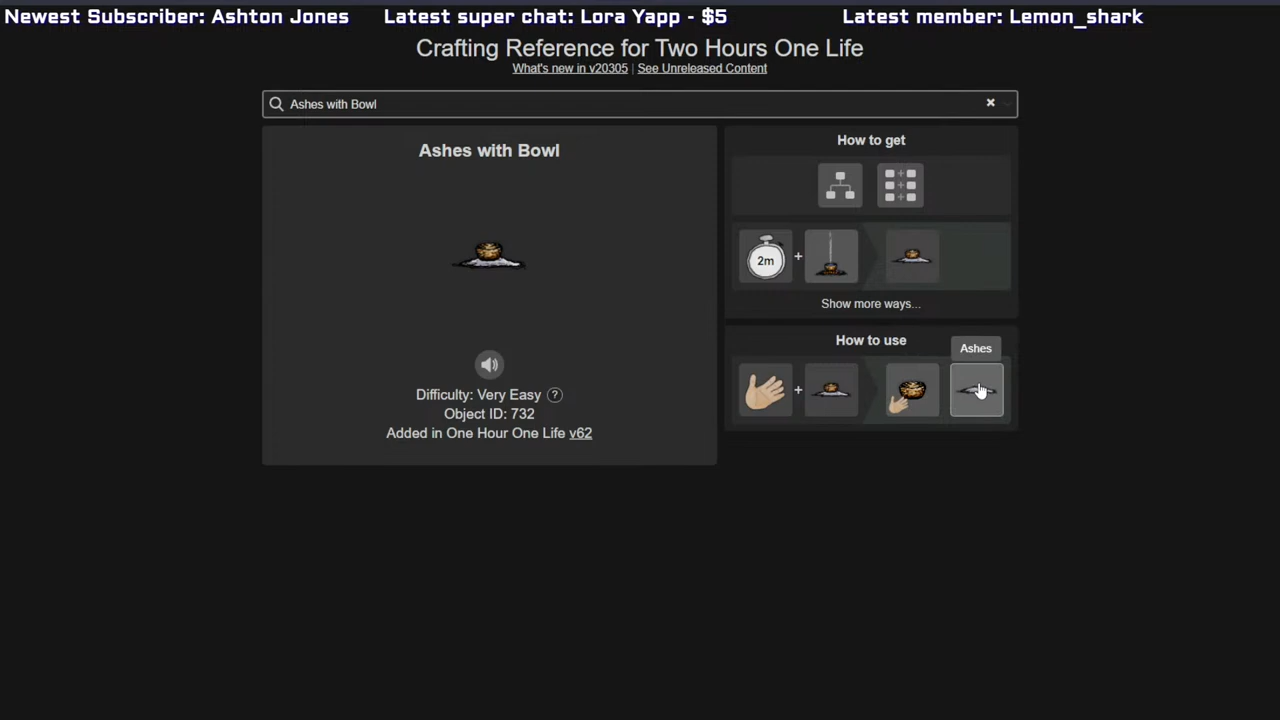 Newest Subscriber: Ashton Jones Latest super chat: Lora Yapp - $5 Latest member: Lemon_shark
Crafting Reference for Two Hours One Life
What's new in v20305 | See Unreleased Content
Ashes with Bowl
Ashes with Bowl
Difficulty: Very Easy ?
Object ID: 732
Added in One Hour One Life v62
How to get
2m + 
Show more ways...
How to use
Ashes
+